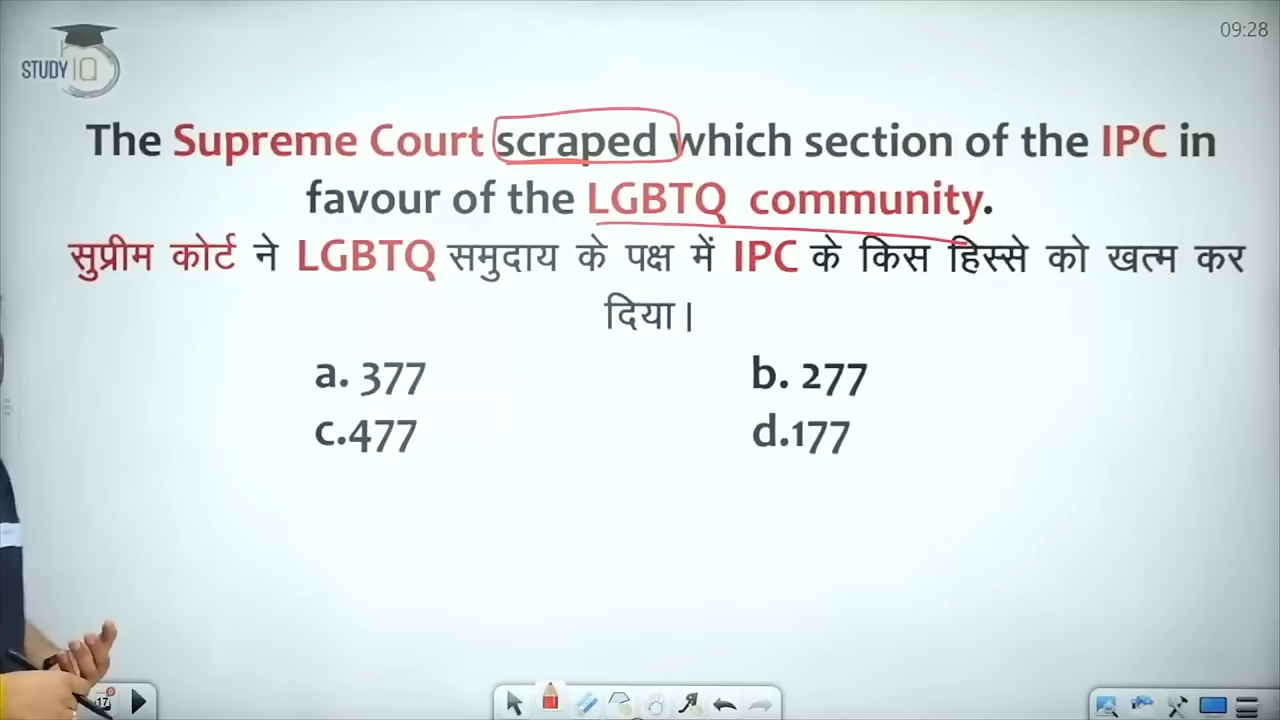 09:28
STUDY IQ
The Supreme Court scraped which section of the IPC in
favour of the LGBTQ community.
सुप्रीम कोर्ट ने LGBTQ समुदाय के पक्ष में IPC के किस हिस्से को खत्म कर
दिया।
a. 377 b. 277
c.477 d.177
17